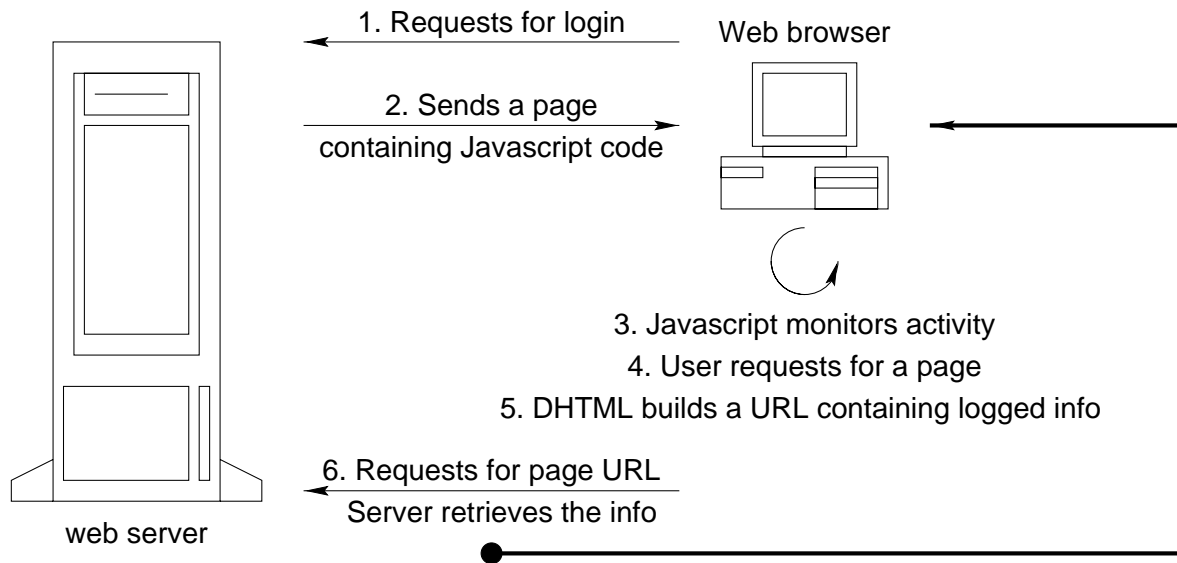 1. Requests for login
Web browser
2. Sends a page
containing Javascript code
3. Javascript monitors activity
4. User requests for a page
5. DHTML builds a URL containing logged info
6. Requests for page URL
Server retrieves the info
web server